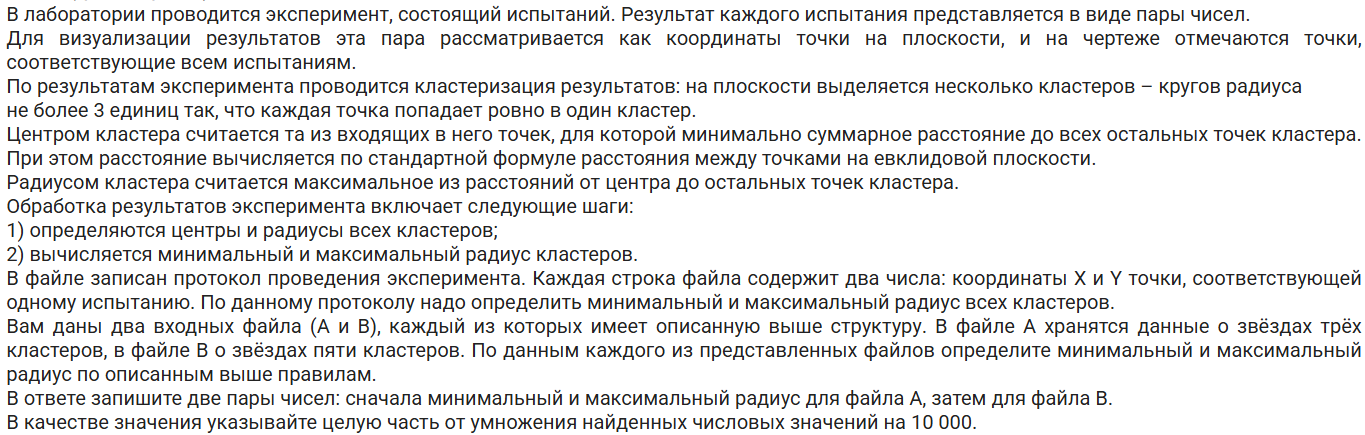 В лаборатории проводится эксперимент, состоящий испытаний. Результат каждого испытания представляется в виде пары чисел.
Для визуализации результатов эта пара рассматривается как координаты точки на плоскости, и на чертеже отмечаются точки,
соответствующие всем испытаниям.
По результатам эксперимента проводится кластеризация результатов: на плоскости выделяется несколько кластеров – кругов радиуса
не более 3 единиц так, что каждая точка попадает ровно в один кластер.
Центром кластера считается та из входящих в него точек, для которой минимально суммарное расстояние до всех остальных точек кластера.
При этом расстояние вычисляется по стандартной формуле расстояния между точками на евклидовой плоскости.
Радиусом кластера считается максимальное из расстояний от центра до остальных точек кластера.
Обработка результатов эксперимента включает следующие шаги:
1) определяются центры и радиусы всех кластеров;
2) вычисляется минимальный и максимальный радиус кластеров.
В файле записан протокол проведения эксперимента. Каждая строка файла содержит два числа: координаты X и Y точки, соответствующей
одному испытанию. По данному протоколу надо определить минимальный и максимальный радиус всех кластеров.
Вам даны два входных файла (А и В), каждый из которых имеет описанную выше структуру. В файле А хранятся данные о звёздах трёх
кластеров, в файле В о звёздах пяти кластеров. По данным каждого из представленных файлов определите минимальный и максимальный
радиус по описанным выше правилам.
В ответе запишите две пары чисел: сначала минимальный и максимальный радиус для файла А, затем для файла В.
В качестве значения указывайте целую часть от умножения найденных числовых значений на 10 000.